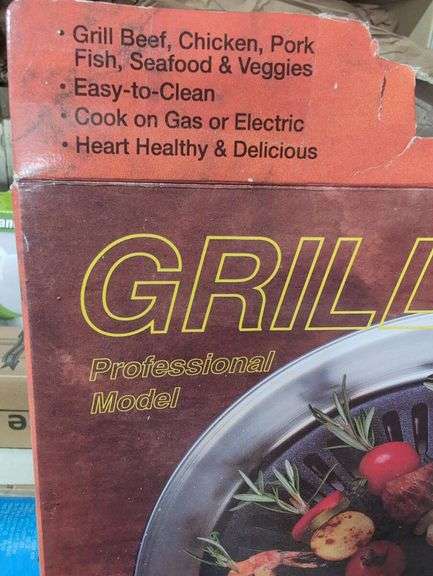 • Grill Beef, Chicken, Pork
Fish, Seafood & Veggies
• Easy-to-Clean
• Cook on Gas or Electric
• Heart Healthy & Delicious
GRILL
Professional
Model
an
e